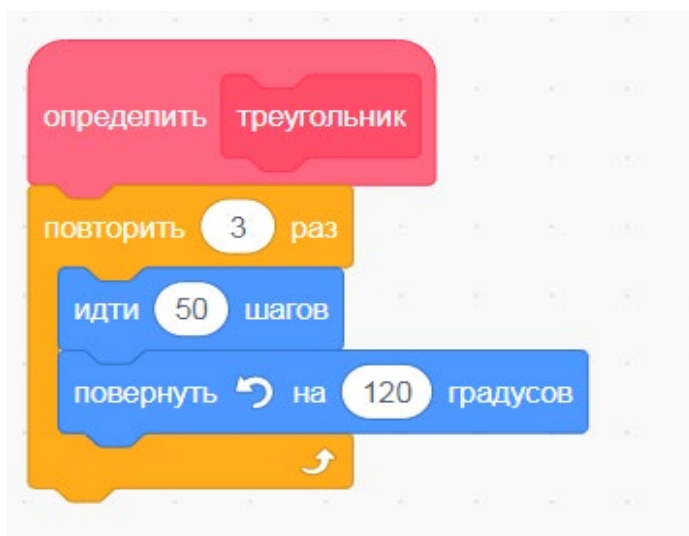 определить треугольник
повторить 3 раз
идти 50 шагов
повернуть на 120 градусов